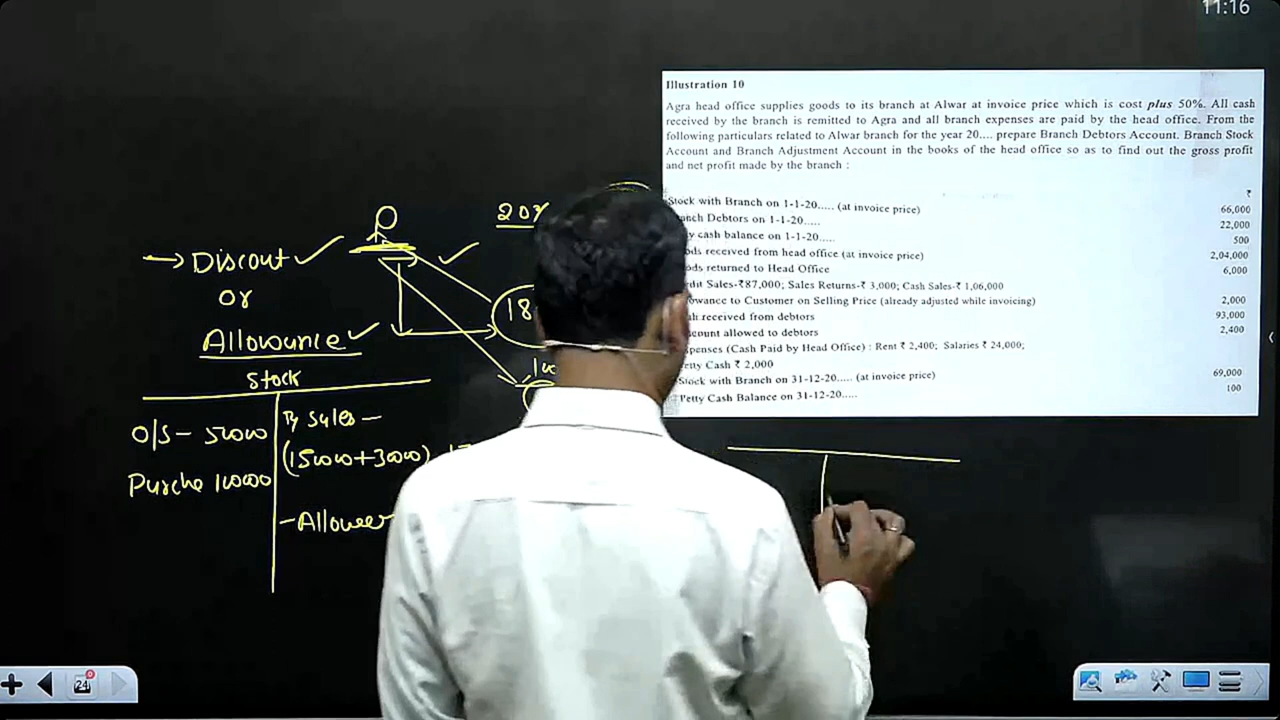 11:16
Illustration 10
Agra head office supplies goods to its branch at Alwar at invoice price which is cost plus 50%. All cash
received by the branch is remitted to Agra and all branch expenses are paid by the head office. From the
following particulars related to Alwar branch for the year 20.... prepare Branch Debtors Account. Branch Stock
Account and Branch Adjustment Account in the books of the head office so as to find out the gross profit
and net profit made by the branch :
₹
Stock with Branch on 1-1-20..... (at invoice price) 66,000
Debtors on 1-1-20..... 22,000
cash balance on 1-1-20..... 500
received from head office (at invoice price) 2,04,000
returned to Head Office 6,000
Sales-₹87,000; Sales Returns-₹ 3,000; Cash Sales-₹ 1,06,000
to Customer on Selling Price (already adjusted while invoicing) 2,000
received from debtors 93,000
allowed to debtors 2,400
(Cash Paid by Head Office) : Rent ₹ 2,400; Salaries ₹ 24,000;
Petty Cash ₹ 2,000
Stock with Branch on 31-12-20..... (at invoice price) 69,000
Petty Cash Balance on 31-12-20..... 100
20%
→ Discout
or
Allowance
18
Stock
O/S - 50000
By Sales -
(15000+3000)
Purche 10000
- Allower
24